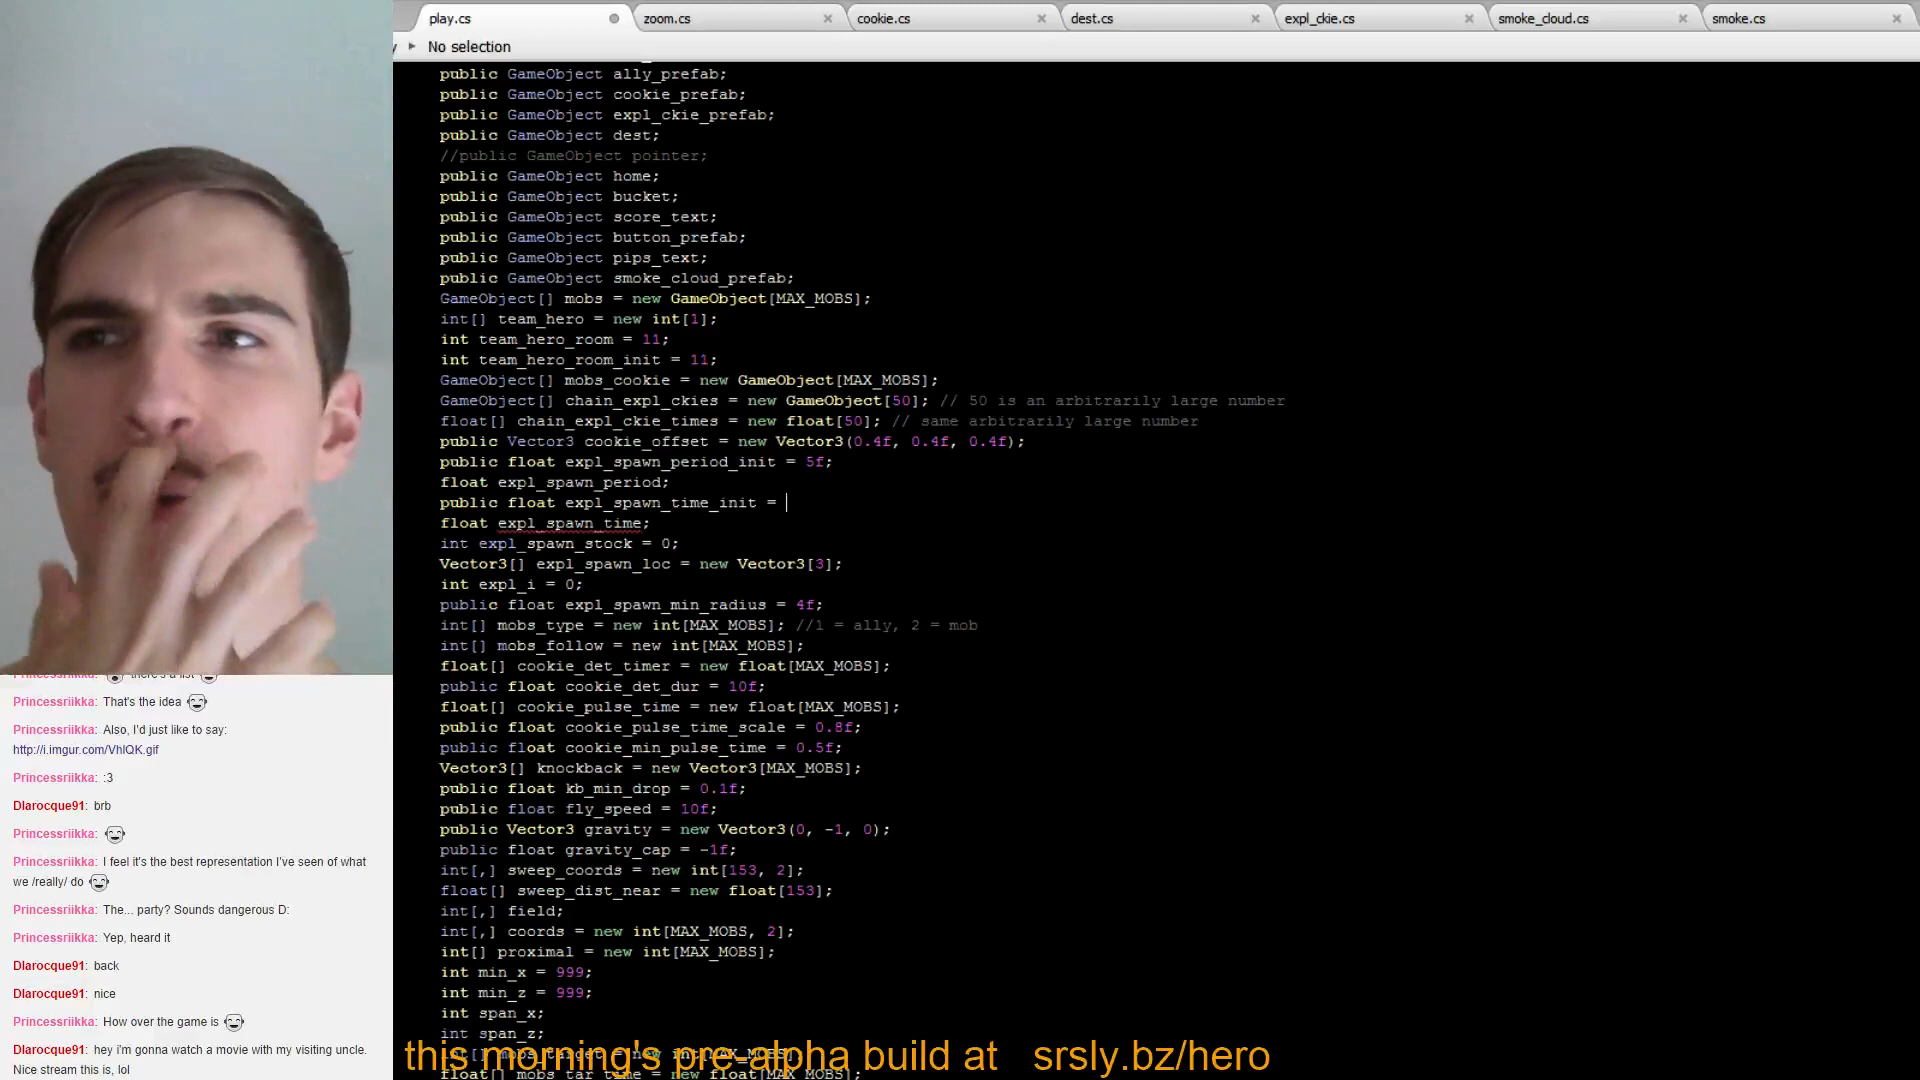 play.cs
zoom.cs
cookie.cs
dest.cs
expl_ckie.cs
smoke_cloud.cs
smoke.cs
No selection
public GameObject ally_prefab;
public GameObject cookie_prefab;
public GameObject expl_ckie_prefab;
public GameObject dest;
//public GameObject pointer;
public GameObject home;
public GameObject bucket;
public GameObject score_text;
public GameObject button_prefab;
public GameObject pips_text;
public GameObject smoke_cloud_prefab;
GameObject[] mobs = new GameObject[MAX_MOBS];
int[] team_hero = new int[1];
int team_hero_room = 11;
int team_hero_room_init = 11;
GameObject[] mobs_cookie = new GameObject[MAX_MOBS];
GameObject[] chain_expl_ckies = new GameObject[50]; // 50 is an arbitrarily large number
float[] chain_expl_ckie_times = new float[50]; // same arbitrarily large number
public Vector3 cookie_offset = new Vector3(0.4f, 0.4f, 0.4f);
public float expl_spawn_period_init = 5f;
float expl_spawn_period;
public float expl_spawn_time_init =
float expl_spawn_time;
int expl_spawn_stock = 0;
Vector3[] expl_spawn_loc = new Vector3[3];
int expl_i = 0;
public float expl_spawn_min_radius = 4f;
int[] mobs_type = new int[MAX_MOBS]; //1 = ally, 2 = mob
int[] mobs_follow = new int[MAX_MOBS];
float[] cookie_det_timer = new float[MAX_MOBS];
public float cookie_det_dur = 10f;
float[] cookie_pulse_time = new float[MAX_MOBS];
public float cookie_pulse_time_scale = 0.8f;
public float cookie_min_pulse_time = 0.5f;
Vector3[] knockback = new Vector3[MAX_MOBS];
public float kb_min_drop = 0.1f;
public float fly_speed = 10f;
public Vector3 gravity = new Vector3(0, -1, 0);
public float gravity_cap = -1f;
int[,] sweep_coords = new int[153, 2];
float[] sweep_dist_near = new float[153];
int[,] field;
int[,] coords = new int[MAX_MOBS, 2];
int[] proximal = new int[MAX_MOBS];
int min_x = 999;
int min_z = 999;
int span_x;
int span_z;
int[] mobs_target = new int[MAX_MOBS];
float[] mobs_tar_time = new float[MAX_MOBS];
this morning's pre-alpha build at srsly.bz/hero
Princessriikka: there's a list
Princessriikka: That's the idea
Princessriikka: Also, I'd just like to say:
http://i.imgur.com/VhlQK.gif
Princessriikka: :3
Dlarocque91: brb
Princessriikka:
Princessriikka: I feel it's the best representation I've seen of what
we /really/ do
Princessriikka: The... party? Sounds dangerous D:
Princessriikka: Yep, heard it
Dlarocque91: back
Dlarocque91: nice
Princessriikka: How over the game is
Dlarocque91: hey i'm gonna watch a movie with my visiting uncle.
Nice stream this is, lol